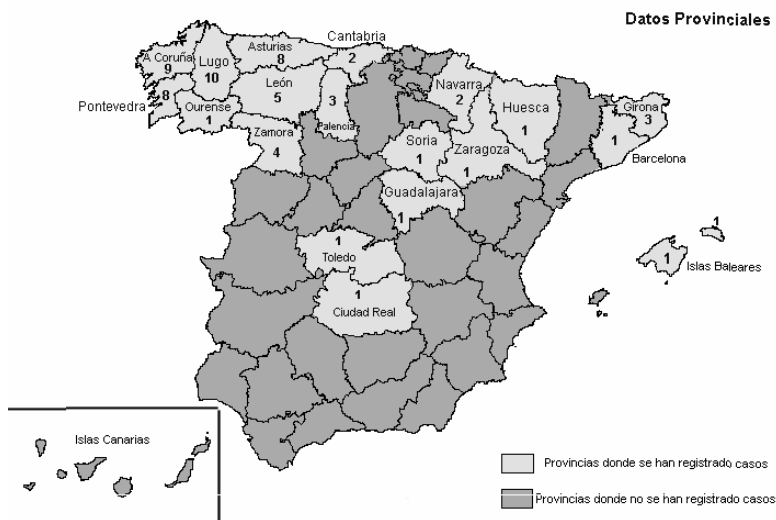 Datos Provinciales
Cantabria
2
Asturias
8
A Coruña
9
Lugo
10
León
5
Navarra
2
Huesca
1
Girona
3
4
Pontevedra
8
Ourense
1
3
Palencia
Zamora
4
Soria
1
Zaragoza
1
1
Barcelona
Guadalajara
1
1
1
Islas Baleares
1
Toledo
1
Ciudad Real
Islas Canarias
Provincias donde se han registrado casos
Provincias donde no se han registrado casos